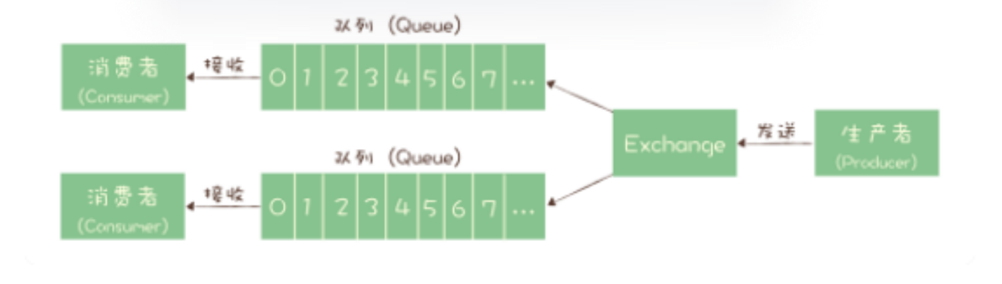 队列 (Queue)
消费者
(Consumer)
接收
0 1 2 3 4 5 6 7 ...
Exchange
发送
生产者
(Producer)
队列 (Queue)
消费者
(Consumer)
接收
0 1 2 3 4 5 6 7 ...